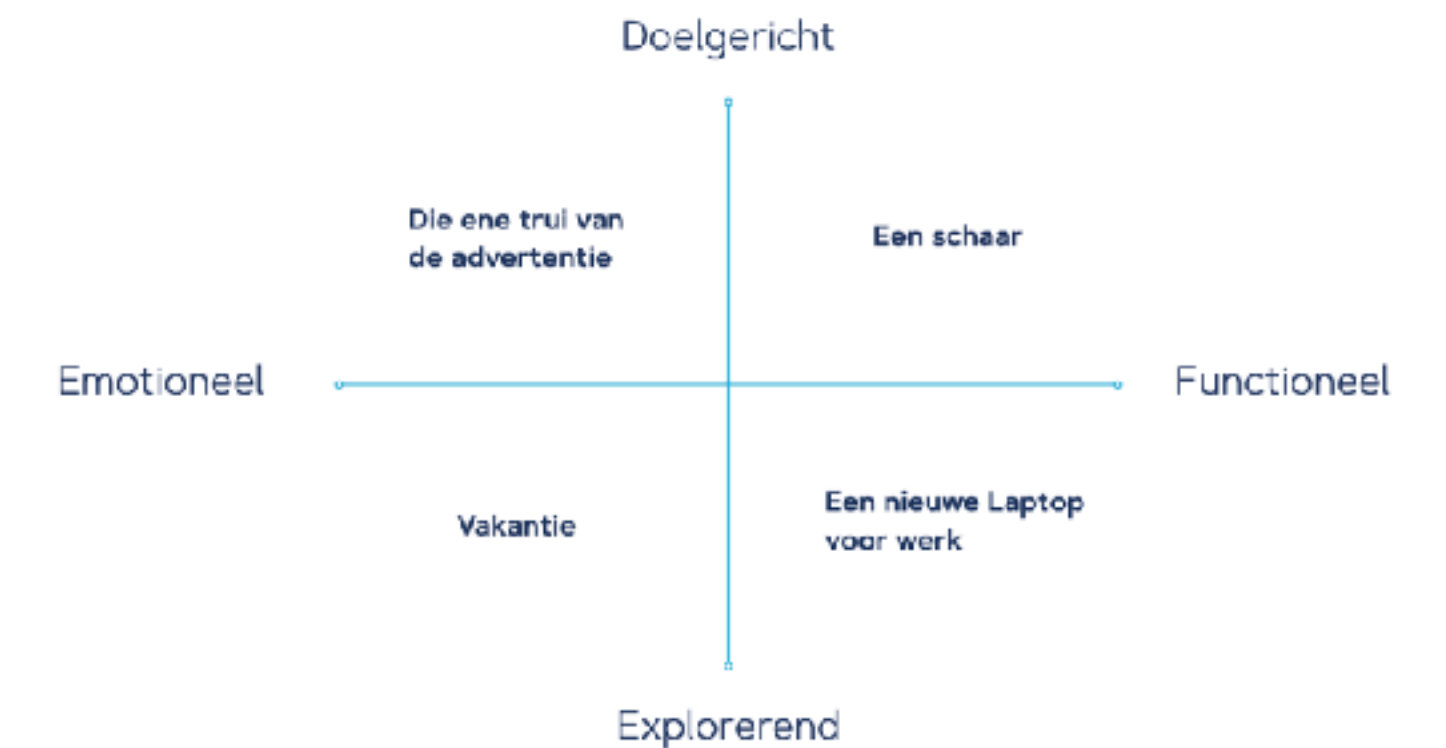 Doelgericht
Die ene trui van
de advertentie
Een schaar
Emotioneel
Functioneel
Vakantie
Een nieuwe Laptop
voor werk
Explorerend